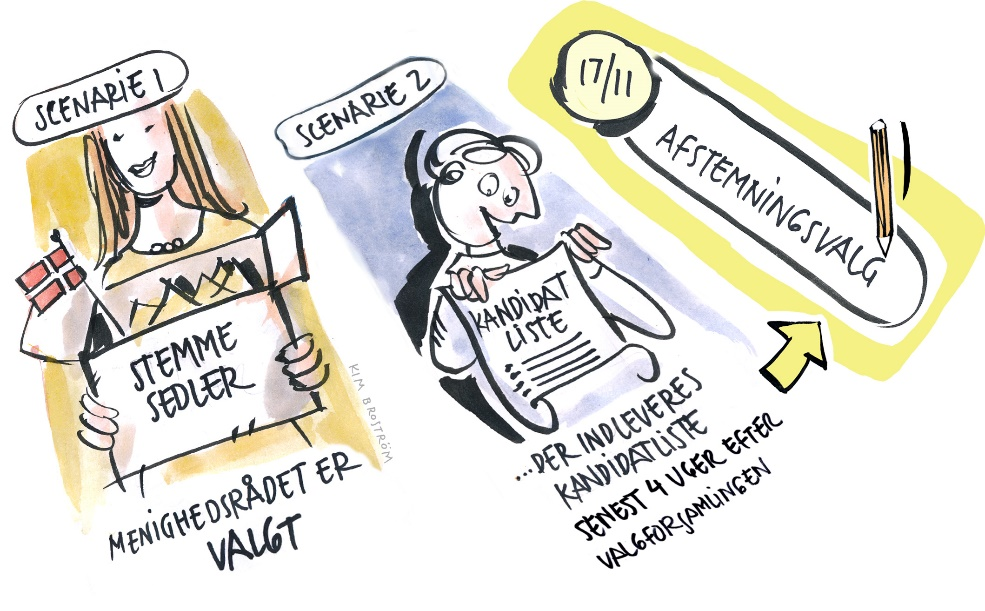 SCENARIE 1
STEMME
SEDLER
MENIGHEDSRÅDET ER
VALGT
KIM BROSTRÖM
SCENARIE 2
KANDIDAT
LISTE
...DER INDLEVERES
KANDIDATLISTE
SENEST 4 UGER EFTER
VALGFORSAMLINGEN
17/11
AFSTEMNINGSVALG